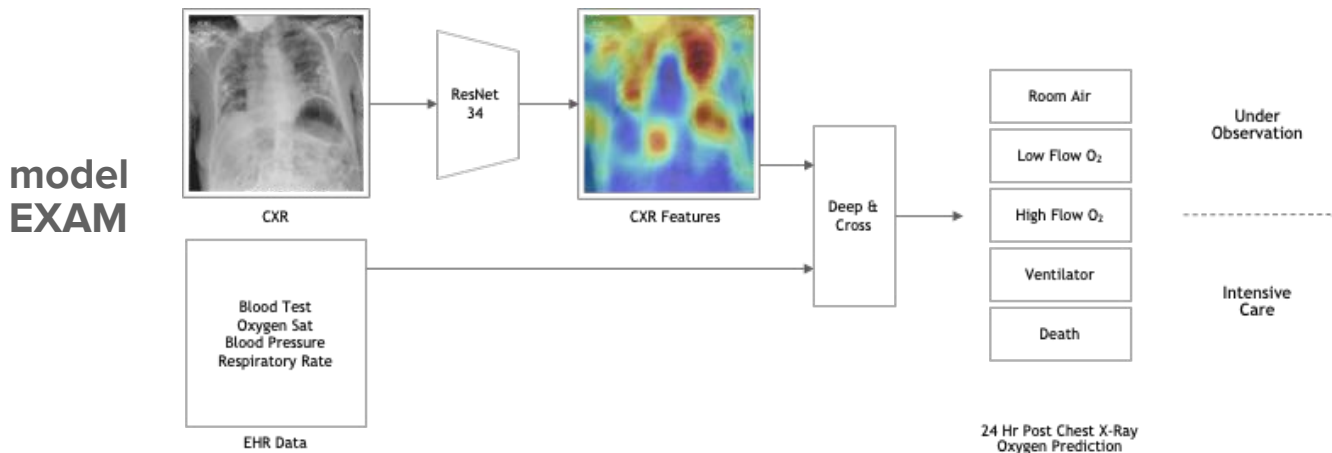 model
EXAM
CXR
ResNet
34
CXR Features
Blood Test
Oxygen Sat
Blood Pressure
Respiratory Rate
EHR Data
Deep &
Cross
Room Air
Low Flow O₂
High Flow O₂
Ventilator
Death
24 Hr Post Chest X-Ray
Oxygen Prediction
Under
Observation
Intensive
Care